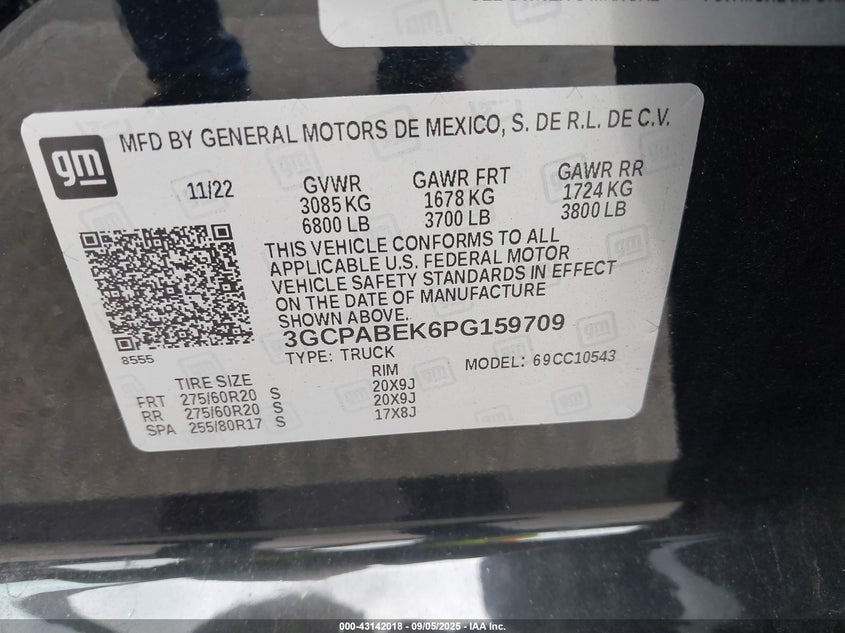 gm
MFD BY GENERAL MOTORS DE MEXICO, S. DE R.L. DE C.V.
11/22 GVWR GAWR FRT GAWR RR
3085 KG 1678 KG 1724 KG
6800 LB 3700 LB 3800 LB
THIS VEHICLE CONFORMS TO ALL
APPLICABLE U.S. FEDERAL MOTOR
VEHICLE SAFETY STANDARDS IN EFFECT
ON THE DATE OF MANUFACTURE
SHOWN ABOVE.
3GCPABEK6PG159709
8555
TYPE: TRUCK MODEL: 69CC10543
TIRE SIZE RIM
FRT 275/60R20 S 20X9J
RR 275/60R20 S 20X9J
SPA 255/80R17 S 17X8J
000-43142018 - 09/05/2025 - IAA Inc.